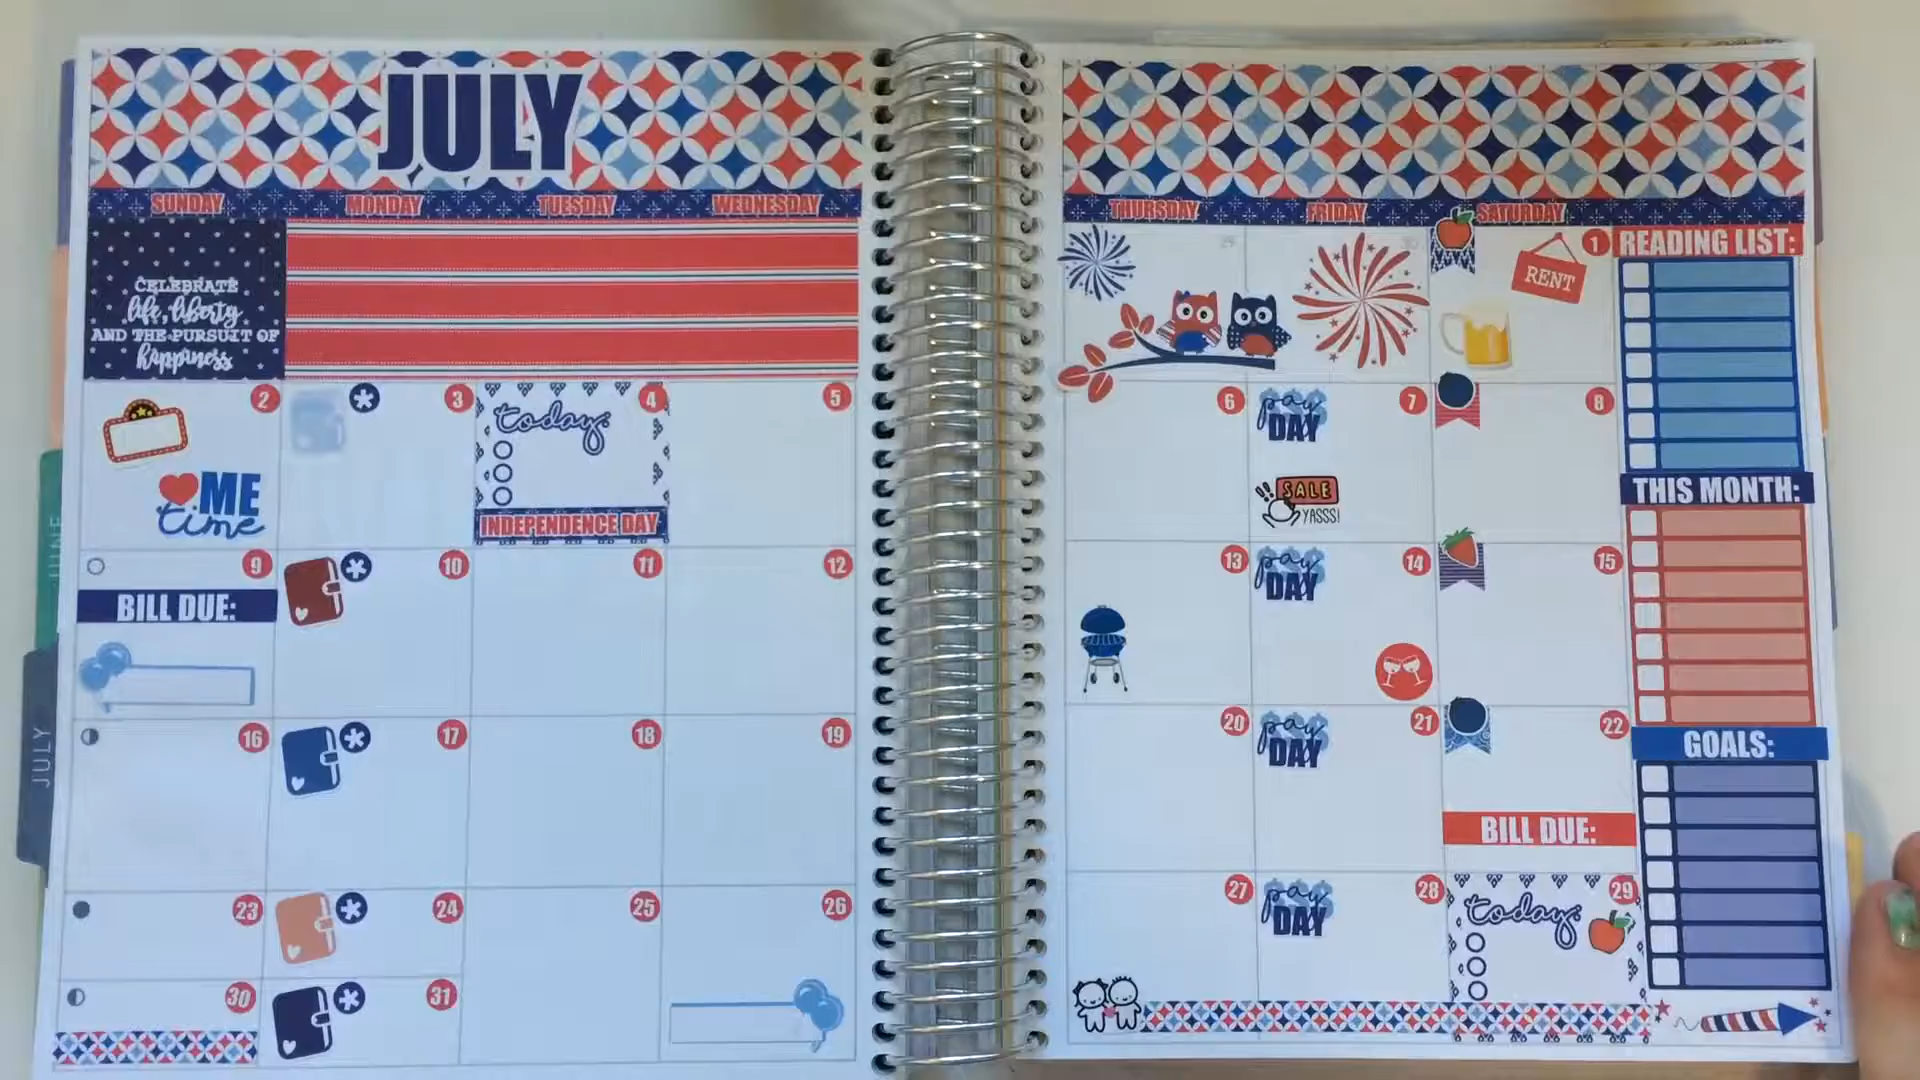 JULY
SUNDAY MONDAY TUESDAY WEDNESDAY
THURSDAY FRIDAY SATURDAY
CELEBRATE
life, liberty
AND THE PURSUIT OF
happiness
1
RENT
READING LIST:
2
ME
time
3
today:
4
INDEPENDENCE DAY
5
6
pay
DAY
7
SALE
YASSS!
8
THIS MONTH:
9
BILL DUE:
10
11
12
13
pay
DAY
14
15
16
17
18
19
20
pay
DAY
21
22
BILL DUE:
GOALS:
23
24
25
26
27
pay
DAY
28
today:
29
30
31
JUNE
JULY